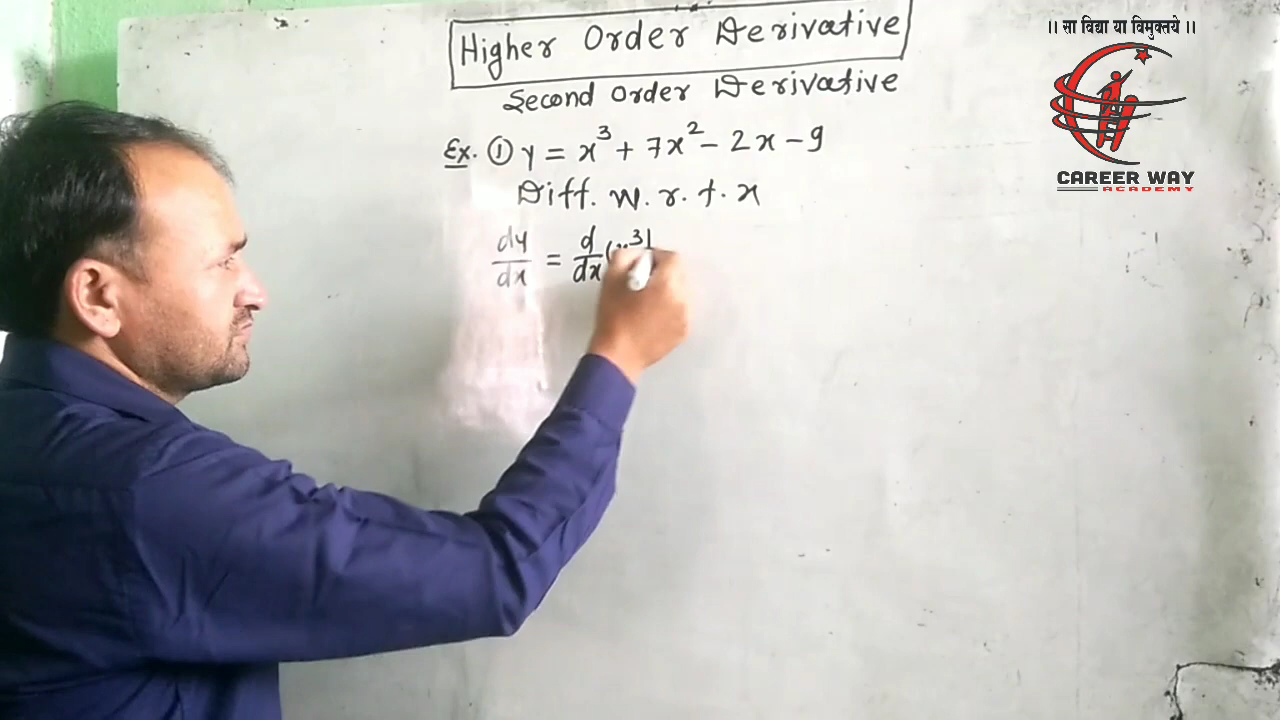 Higher Order Derivative
Second Order Derivative
Ex. ① y = x³ + 7x² - 2x - 9
Diff. w. r. t. x
dy/dx = d/dx (x³)
॥ सा विद्या या विमुक्तये ॥
CAREER WAY
ACADEMY